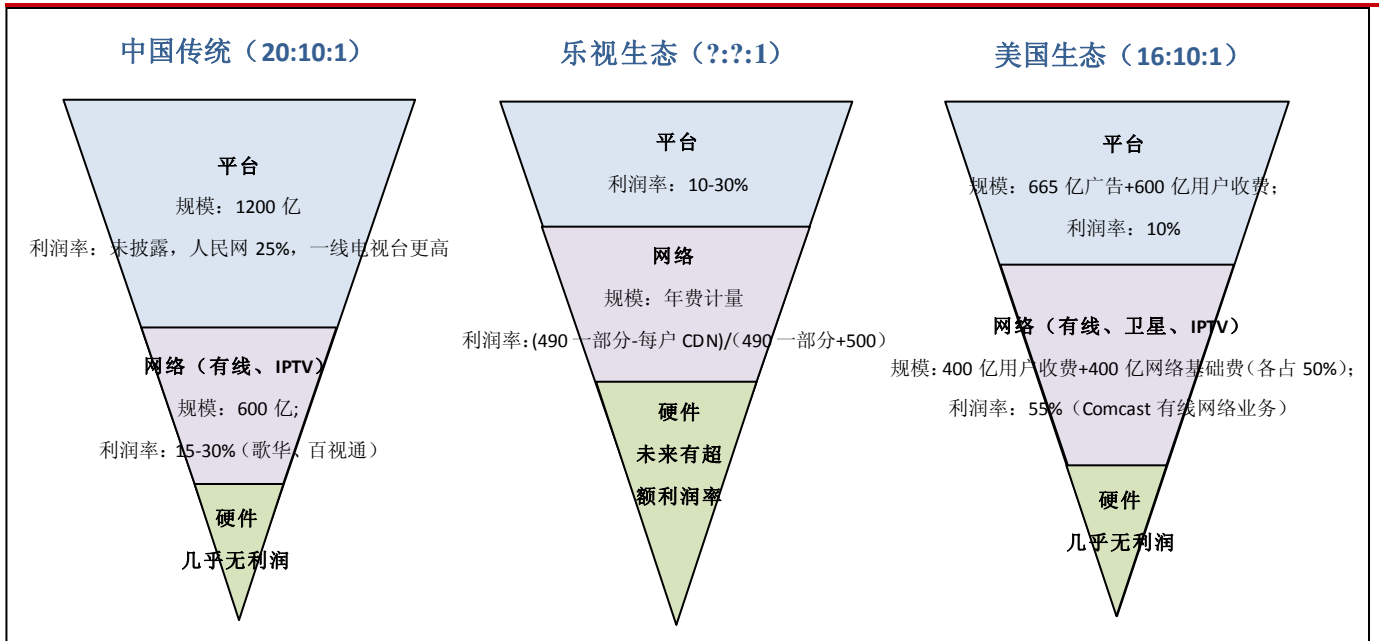 中国传统（20:10:1）
平台
规模：1200 亿
利润率：未披露，人民网 25%，一线电视台更高
网络（有线、IPTV）
规模：600 亿;
利润率：15-30%（歌华、百视通）
硬件
几乎无利润
乐视生态（?:?:1）
平台
利润率：10-30%
网络
规模：年费计量
利润率：(490 一部分-每户 CDN)/（490 一部分+500）
硬件
未来有超
额利润率
美国生态（16:10:1）
平台
规模：665 亿广告+600 亿用户收费；
利润率：10%
网络（有线、卫星、IPTV）
规模：400 亿用户收费+400 亿网络基础费（各占 50%）；
利润率：55%（Comcast 有线网络业务）
硬件
几乎无利润